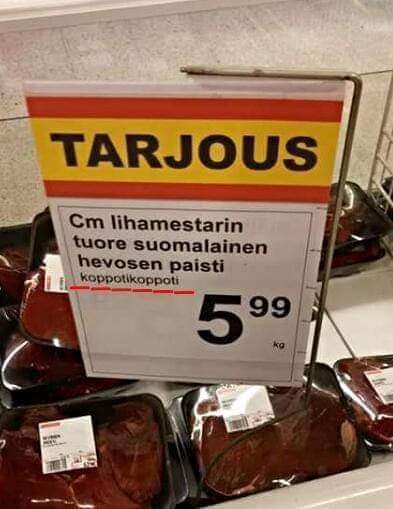 TARJOUS
Cm lihamestarin
tuore suomalainen
hevosen paisti
koppotikoppoti
5 99
kg